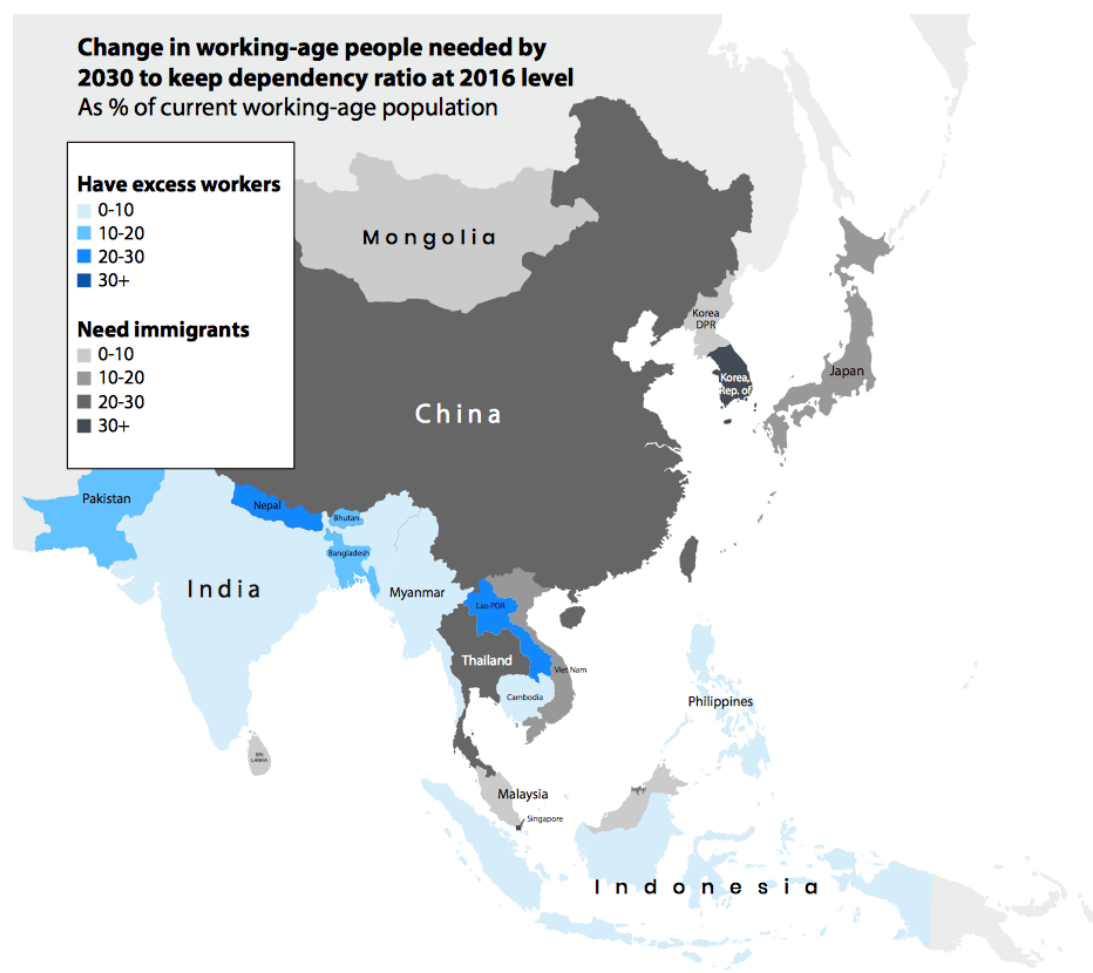 Change in working-age people needed by
2030 to keep dependency ratio at 2016 level
As % of current working-age population
Have excess workers
0-10
10-20
20-30
30+
Need immigrants
0-10
10-20
20-30
30+
Mongolia
Korea
DPR
Korea,
Rep. of
Japan
China
Pakistan
Nepal
Bhutan
Bangladesh
India
Myanmar
Lao PDR
Thailand
Viet Nam
Cambodia
Philippines
SRI
LANKA
Malaysia
Singapore
Indonesia